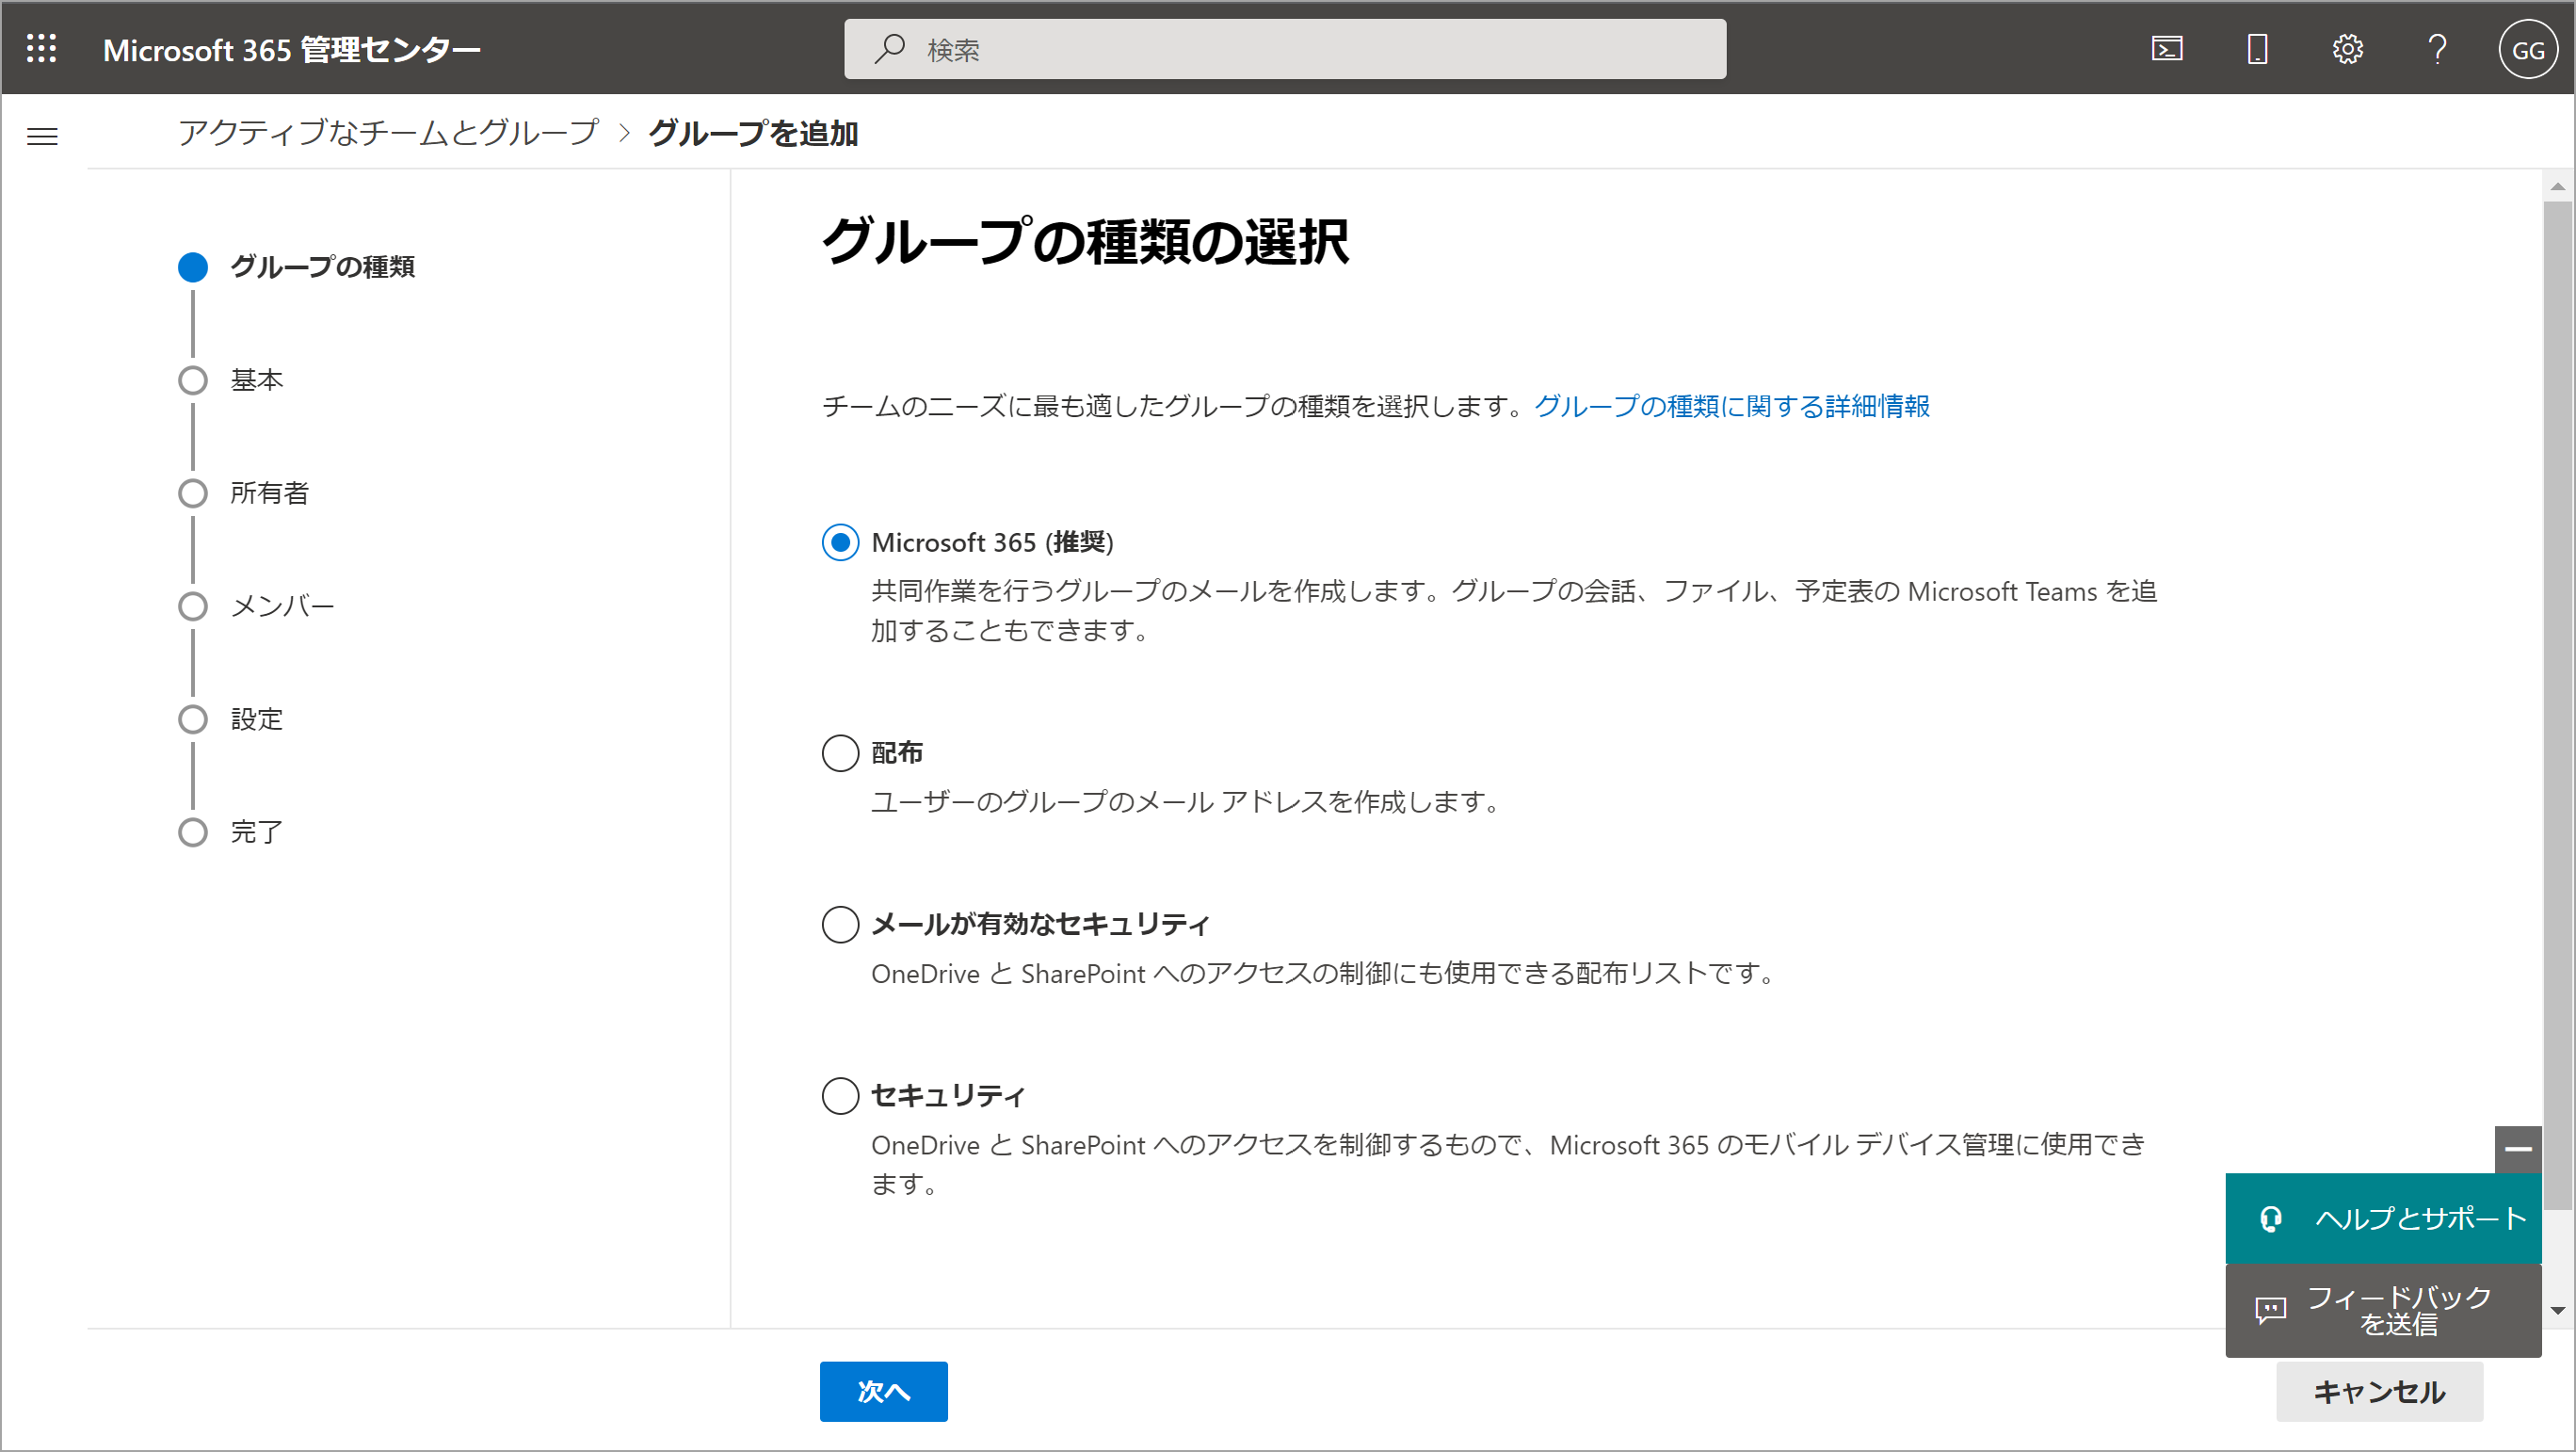 Microsoft 365 管理センター
検索
GG
アクティブなチームとグループ > グループを追加
グループの種類
基本
所有者
メンバー
設定
完了
グループの種類の選択
チームのニーズに最も適したグループの種類を選択します。グループの種類に関する詳細情報
Microsoft 365 (推奨)
共同作業を行うグループのメールを作成します。グループの会話、ファイル、予定表の Microsoft Teams を追
加することもできます。
配布
ユーザーのグループのメール アドレスを作成します。
メールが有効なセキュリティ
OneDrive と SharePoint へのアクセスの制御にも使用できる配布リストです。
セキュリティ
OneDrive と SharePoint へのアクセスを制御するもので、Microsoft 365 のモバイル デバイス管理に使用でき
ます。
ヘルプとサポート
フィードバック
を送信
次へ
キャンセル